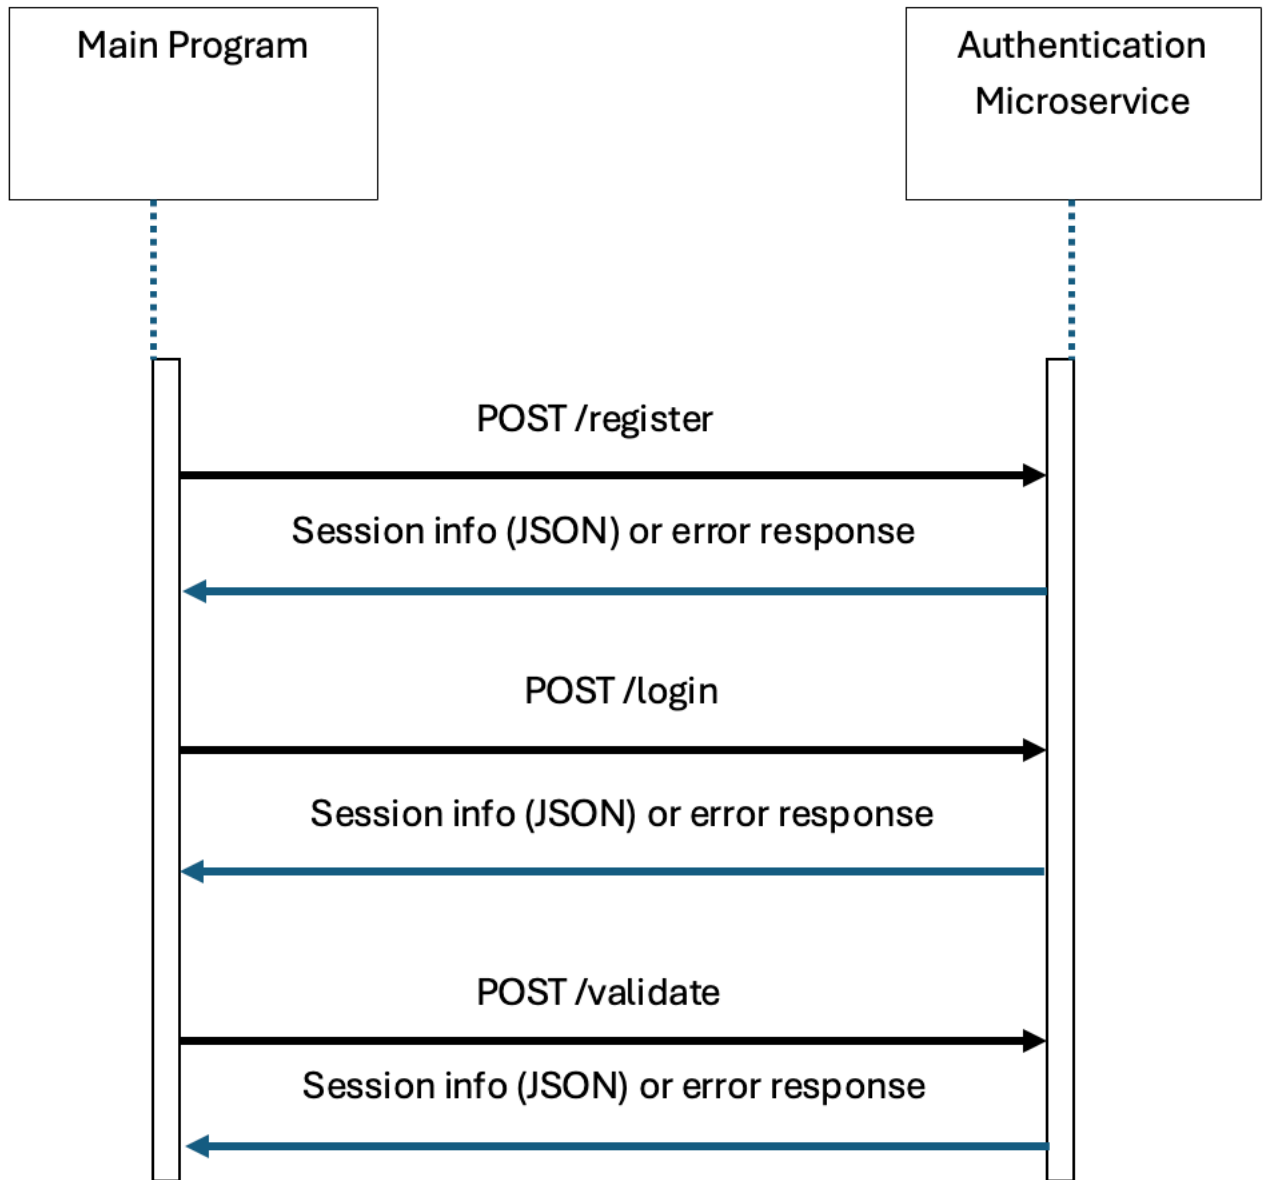 Main Program
Authentication
Microservice
POST /register
Session info (JSON) or error response
POST /login
Session info (JSON) or error response
POST /validate
Session info (JSON) or error response